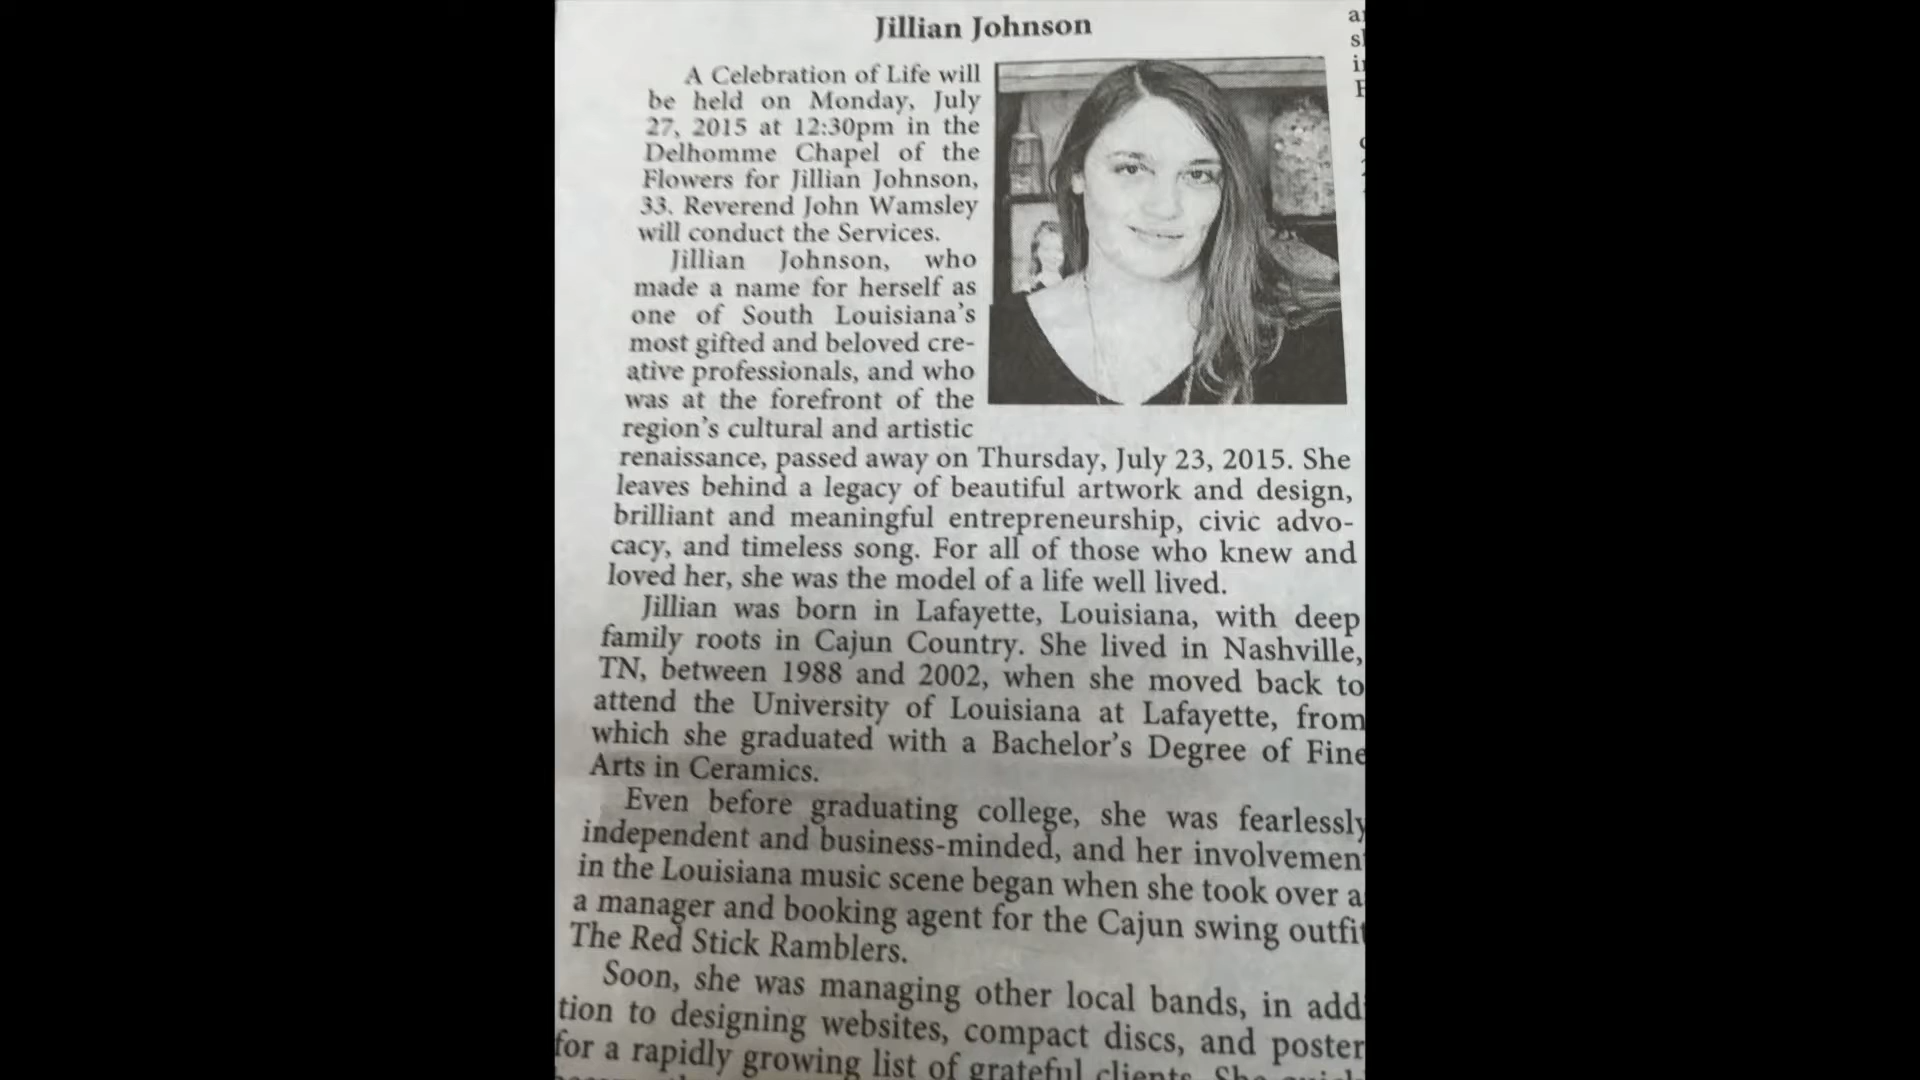 Jillian Johnson
A Celebration of Life will
be held on Monday, July
27, 2015 at 12:30pm in the
Delhomme Chapel of the
Flowers for Jillian Johnson,
33. Reverend John Wamsley
will conduct the Services.
Jillian Johnson, who
made a name for herself as
one of South Louisiana's
most gifted and beloved cre-
ative professionals, and who
was at the forefront of the
region's cultural and artistic
renaissance, passed away on Thursday, July 23, 2015. She
leaves behind a legacy of beautiful artwork and design,
brilliant and meaningful entrepreneurship, civic advo-
cacy, and timeless song. For all of those who knew and
loved her, she was the model of a life well lived.
Jillian was born in Lafayette, Louisiana, with deep
family roots in Cajun Country. She lived in Nashville,
TN, between 1988 and 2002, when she moved back to
attend the University of Louisiana at Lafayette, from
which she graduated with a Bachelor's Degree of Fine
Arts in Ceramics.
Even before graduating college, she was fearlessly
independent and business-minded, and her involvemen
in the Louisiana music scene began when she took over a
a manager and booking agent for the Cajun swing outfit
The Red Stick Ramblers.
Soon, she was managing other local bands, in add
tion to designing websites, compact discs, and poster
for a rapidly growing list of grateful clients. She